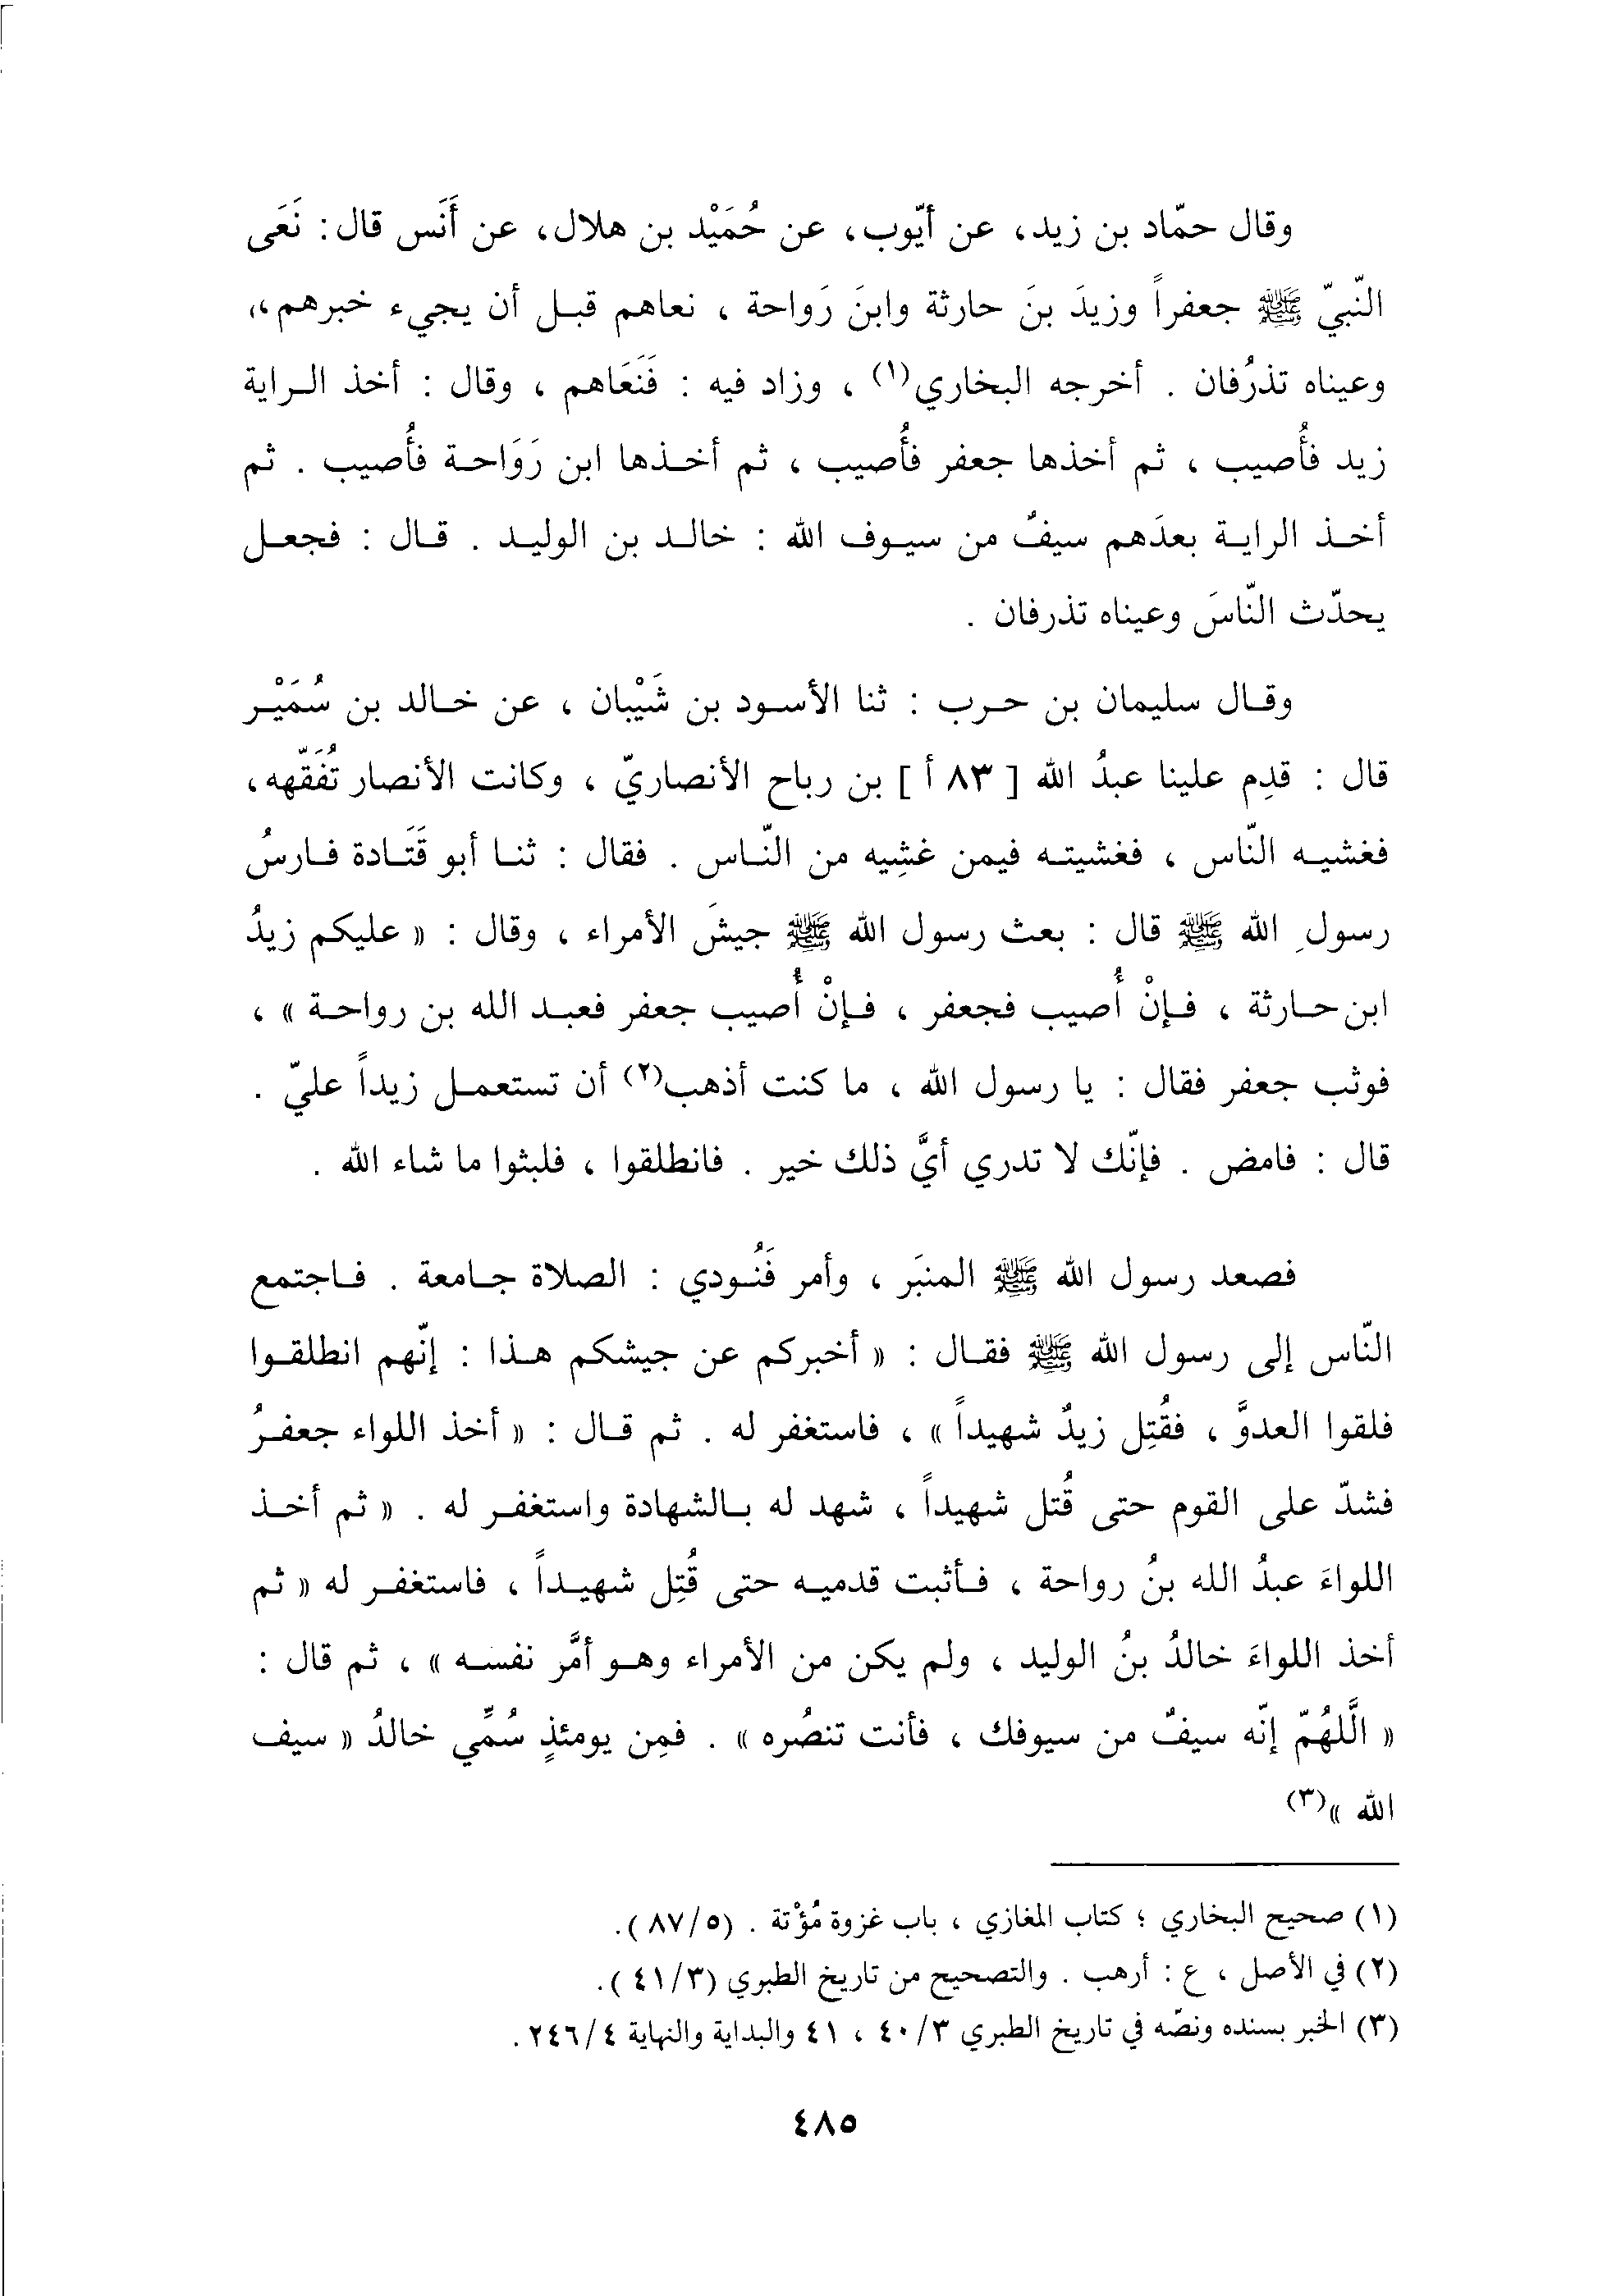 وقال حمّاد بن زيد، عن أيّوب، عن حُمَيْد بن هلال، عن أَنَس قال: نَعَى
النّبيّ ﷺ جعفراً وزيدَ بنَ حارثة وابنَ رَواحة ، نعاهم قبل أن يجيء خبرهم،،
وعيناه تذرُفان . أخرجه البخاري(١) ، وزاد فيه : فَنَعَاهم ، وقال : أخذ الراية
زيد فأُصيب ، ثم أخذها جعفر فأُصيب ، ثم أخذها ابن رَوَاحة فأُصيب . ثم
أخذ الراية بعدَهم سيفٌ من سيوف الله : خالد بن الوليد . قال : فجعل
يحدّث النّاسَ وعيناه تذرفان .
وقال سليمان بن حرب : ثنا الأسود بن شَيْبان ، عن خالد بن سُمَيْر
قال : قدِم علينا عبدُ الله [ ٨٣ أ ] بن رباح الأنصاريّ ، وكانت الأنصار تُفَقّهه،
فغشيه النّاس ، فغشيته فيمن غشِيه من النّاس . فقال : ثنا أبو قَتَادة فارسُ
رسولِ الله ﷺ قال : بعث رسول الله ﷺ جيشَ الأمراء ، وقال : « عليكم زيدُ
ابن حارثة ، فإنْ أُصيب فجعفر ، فإنْ أُصيب جعفر فعبد الله بن رواحة » ،
فوثب جعفر فقال : يا رسول الله ، ما كنت أذهب(٢) أن تستعمل زيداً عليّ .
قال : فامض . فإنّك لا تدري أيَّ ذلك خير . فانطلقوا ، فلبثوا ما شاء الله .
فصعد رسول الله ﷺ المنبَر ، وأمر فَنُودي : الصلاة جامعة . فاجتمع
النّاس إلى رسول الله ﷺ فقال : « أخبركم عن جيشكم هذا : إنّهم انطلقوا
فلقوا العدوَّ ، فقُتِل زيدٌ شهيداً » ، فاستغفر له . ثم قال : « أخذ اللواء جعفرُ
فشدّ على القوم حتى قُتل شهيداً ، شهد له بالشهادة واستغفر له . « ثم أخذ
اللواءَ عبدُ الله بنُ رواحة ، فأثبت قدميه حتى قُتِل شهيداً ، فاستغفر له « ثم
أخذ اللواءَ خالدُ بنُ الوليد ، ولم يكن من الأمراء وهو أمَّر نفسه » ، ثم قال :
« الَّلهُمّ إنّه سيفٌ من سيوفك ، فأنت تنصُره » . فمِن يومئذٍ سُمِّي خالدُ « سيف
الله »(٣)
(١) صحيح البخاري ؛ كتاب المغازي ، باب غزوة مُؤْتة . (٨٧/٥).
(٢) في الأصل ، ع : أرهب . والتصحيح من تاريخ الطبري (٤١/٣).
(٣) الخبر بسنده ونصّه في تاريخ الطبري ٤٠/٣ ، ٤١ والبداية والنهاية ٢٤٦/٤.
٤٨٥